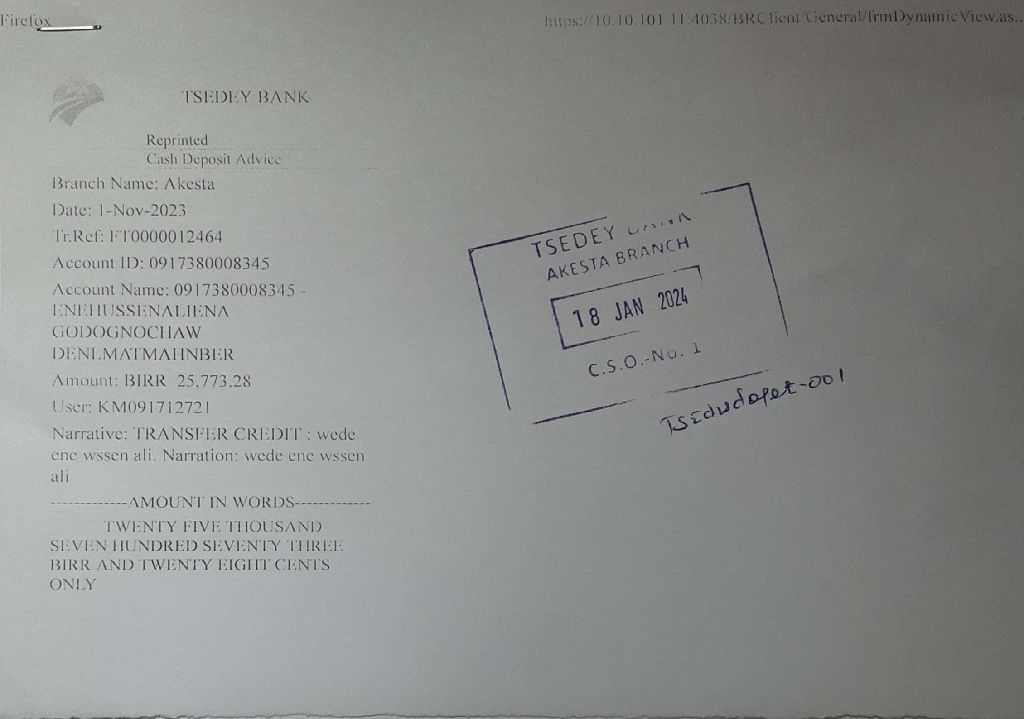 Firefox
https://10.10.101.11:4038/BRClient/General/frmDynamicView.as...
TSEDEY BANK
Reprinted
Cash Deposit Advice
Branch Name: Akesta
Date: 1-Nov-2023
Tr.Ref: FT0000012464
Account ID: 0917380008345
Account Name: 0917380008345 -
ENEHUSSENALIENA
GODOGNOCHAW
DENLMATMAHNBER
Amount: BIRR 25,773.28
User: KM091712721
Narrative: TRANSFER CREDIT : wede
ene wssen ali. Narration: wede ene wssen
ali
------------AMOUNT IN WORDS------------
TWENTY FIVE THOUSAND
SEVEN HUNDRED SEVENTY THREE
BIRR AND TWENTY EIGHT CENTS
ONLY
TSEDEY BANK
AKESTA BRANCH
18 JAN 2024
C.S.O.-No. 1